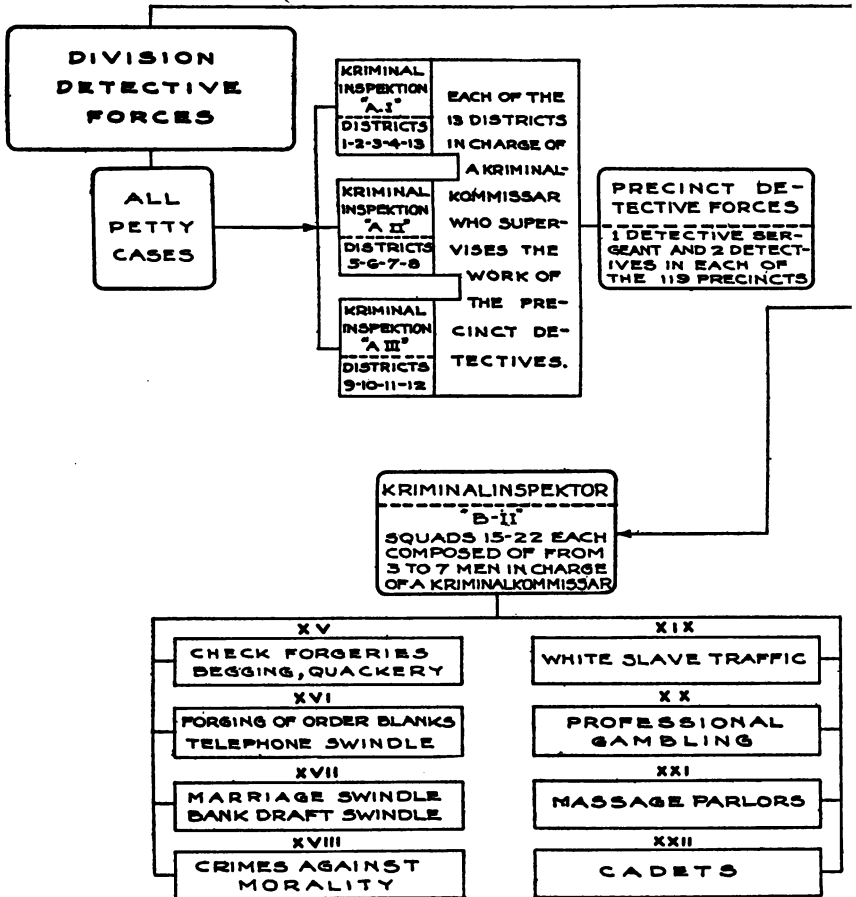 DIVISION
DETECTIVE
FORCES
ALL
PETTY
CASES
KRIMINAL
INSPEKTION
"A.I"
DISTRICTS
1-2-3-4-13
KRIMINAL
INSPEKTION
"A II"
DISTRICTS
5-6-7-8
KRIMINAL
INSPEKTION
"A III"
DISTRICTS
9-10-11-12
EACH OF THE
13 DISTRICTS
IN CHARGE OF
A KRIMINAL-
KOMMISSAR
WHO SUPER-
VISES THE
WORK OF
THE PRE-
CINCT DE-
TECTIVES.
PRECINCT DE-
TECTIVE FORCES
1 DETECTIVE SER-
GEANT AND 2 DETECT-
IVES IN EACH OF
THE 119 PRECINCTS
KRIMINALINSPEKTOR
"B-II"
SQUADS 15-22 EACH
COMPOSED OF FROM
3 TO 7 MEN IN CHARGE
OF A KRIMINALKOMMISSAR
XV
CHECK FORGERIES
BEGGING, QUACKERY
XVI
FORGING OF ORDER BLANKS
TELEPHONE SWINDLE
XVII
MARRIAGE SWINDLE
BANK DRAFT SWINDLE
XVIII
CRIMES AGAINST
MORALITY
XIX
WHITE SLAVE TRAFFIC
XX
PROFESSIONAL
GAMBLING
XXI
MASSAGE PARLORS
XXII
CADETS